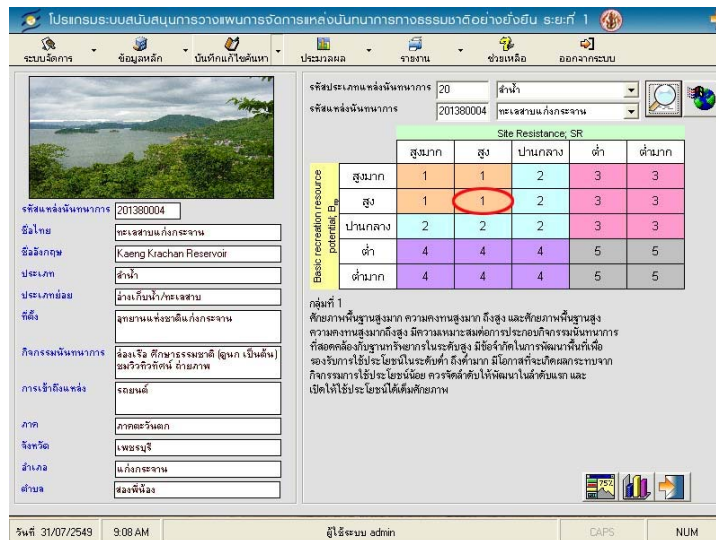 โปรแกรมระบบสนับสนุนการวางแผนการจัดการแหล่งนันทนาการทางธรรมชาติอย่างยั่งยืน ระยะที่ 1
ระบบจัดการ ข้อมูลหลัก บันทึกแก้ไขค้นหา ประมวลผล รายงาน ช่วยเหลือ ออกจากระบบ
รหัสแหล่งนันทนาการ 201380004
ชื่อไทย ทะเลสาบแก่งกระจาน
ชื่ออังกฤษ Kaeng Krachan Reservoir
ประเภท ลำน้ำ
ประเภทย่อย อ่างเก็บน้ำ/ทะเลสาบ
ที่ตั้ง อุทยานแห่งชาติแก่งกระจาน
กิจกรรมนันทนาการ ล่องเรือ ศึกษาธรรมชาติ (ดูนก เป็นต้น)
ชมวิวทิวทัศน์ ถ่ายภาพ
การเข้าถึงแหล่ง รถยนต์
ภาค ภาคตะวันตก
จังหวัด เพชรบุรี
อำเภอ แก่งกระจาน
ตำบล สองพี่น้อง
รหัสประเภทแหล่งนันทนาการ 20 ลำน้ำ
รหัสแหล่งนันทนาการ 201380004 ทะเลสาบแก่งกระจาน
Site Resistance; SR
สูงมาก สูง ปานกลาง ต่ำ ต่ำมาก
Basic recreation resource potential; B
สูงมาก 1 1 2 3 3
สูง 1 1 2 3 3
ปานกลาง 2 2 2 3 3
ต่ำ 4 4 4 5 5
ต่ำมาก 4 4 4 5 5
กลุ่มที่ 1
ศักยภาพพื้นฐานสูงมาก ความคงทนสูงมาก ถึงสูง และศักยภาพพื้นฐานสูง
ความคงทนสูงมากถึงสูง มีความเหมาะสมต่อการประกอบกิจกรรมนันทนาการ
ที่สอดคล้องกับฐานทรัพยากรในระดับสูง มีข้อจำกัดในการพัฒนาพื้นที่เพื่อ
รองรับการใช้ประโยชน์ในระดับต่ำ ถึงต่ำมาก มีโอกาสที่จะเกิดผลกระทบจาก
กิจกรรมการใช้ประโยชน์น้อย ควรจัดลำดับให้พัฒนาในลำดับแรก และ
เปิดให้ใช้ประโยชน์ได้เต็มศักยภาพ
วันที่ 31/07/2549 9:08 AM ผู้ใช้ระบบ admin CAPS NUM